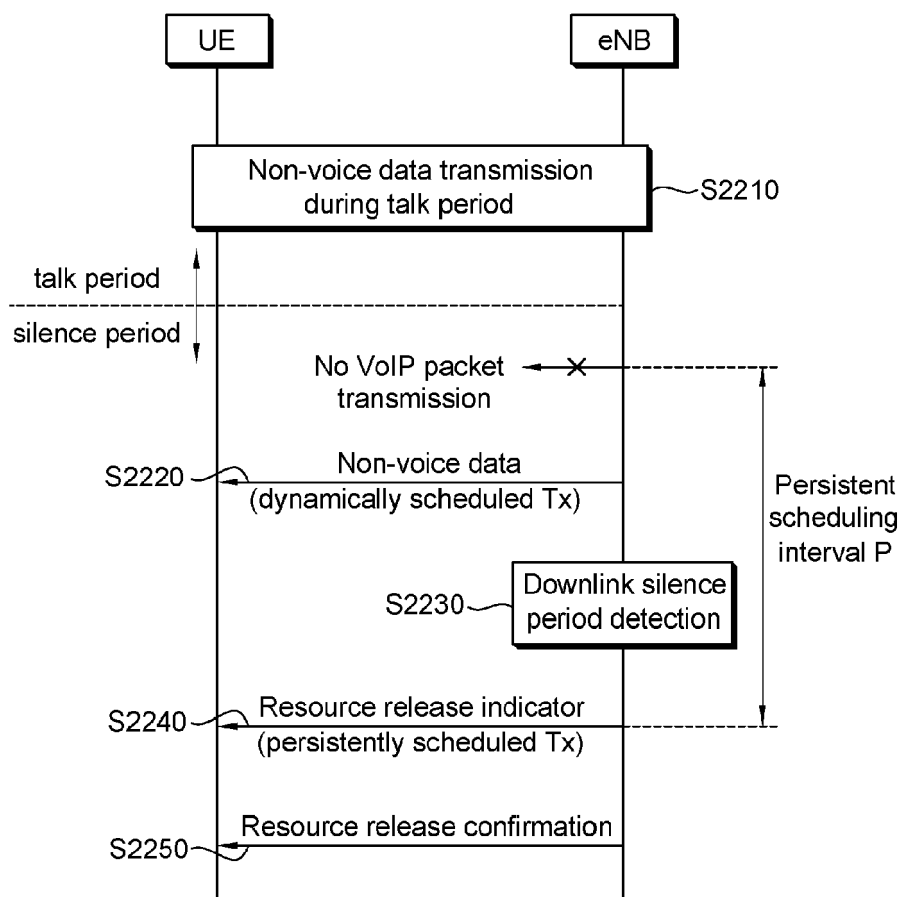 UE
eNB
Non-voice data transmission
during talk period
S2210
talk period
silence period
No VoIP packet
transmission
S2220
Non-voice data
(dynamically scheduled Tx)
Persistent
scheduling
interval P
S2230
Downlink silence
period detection
S2240
Resource release indicator
(persistently scheduled Tx)
Resource release confirmation
S2250